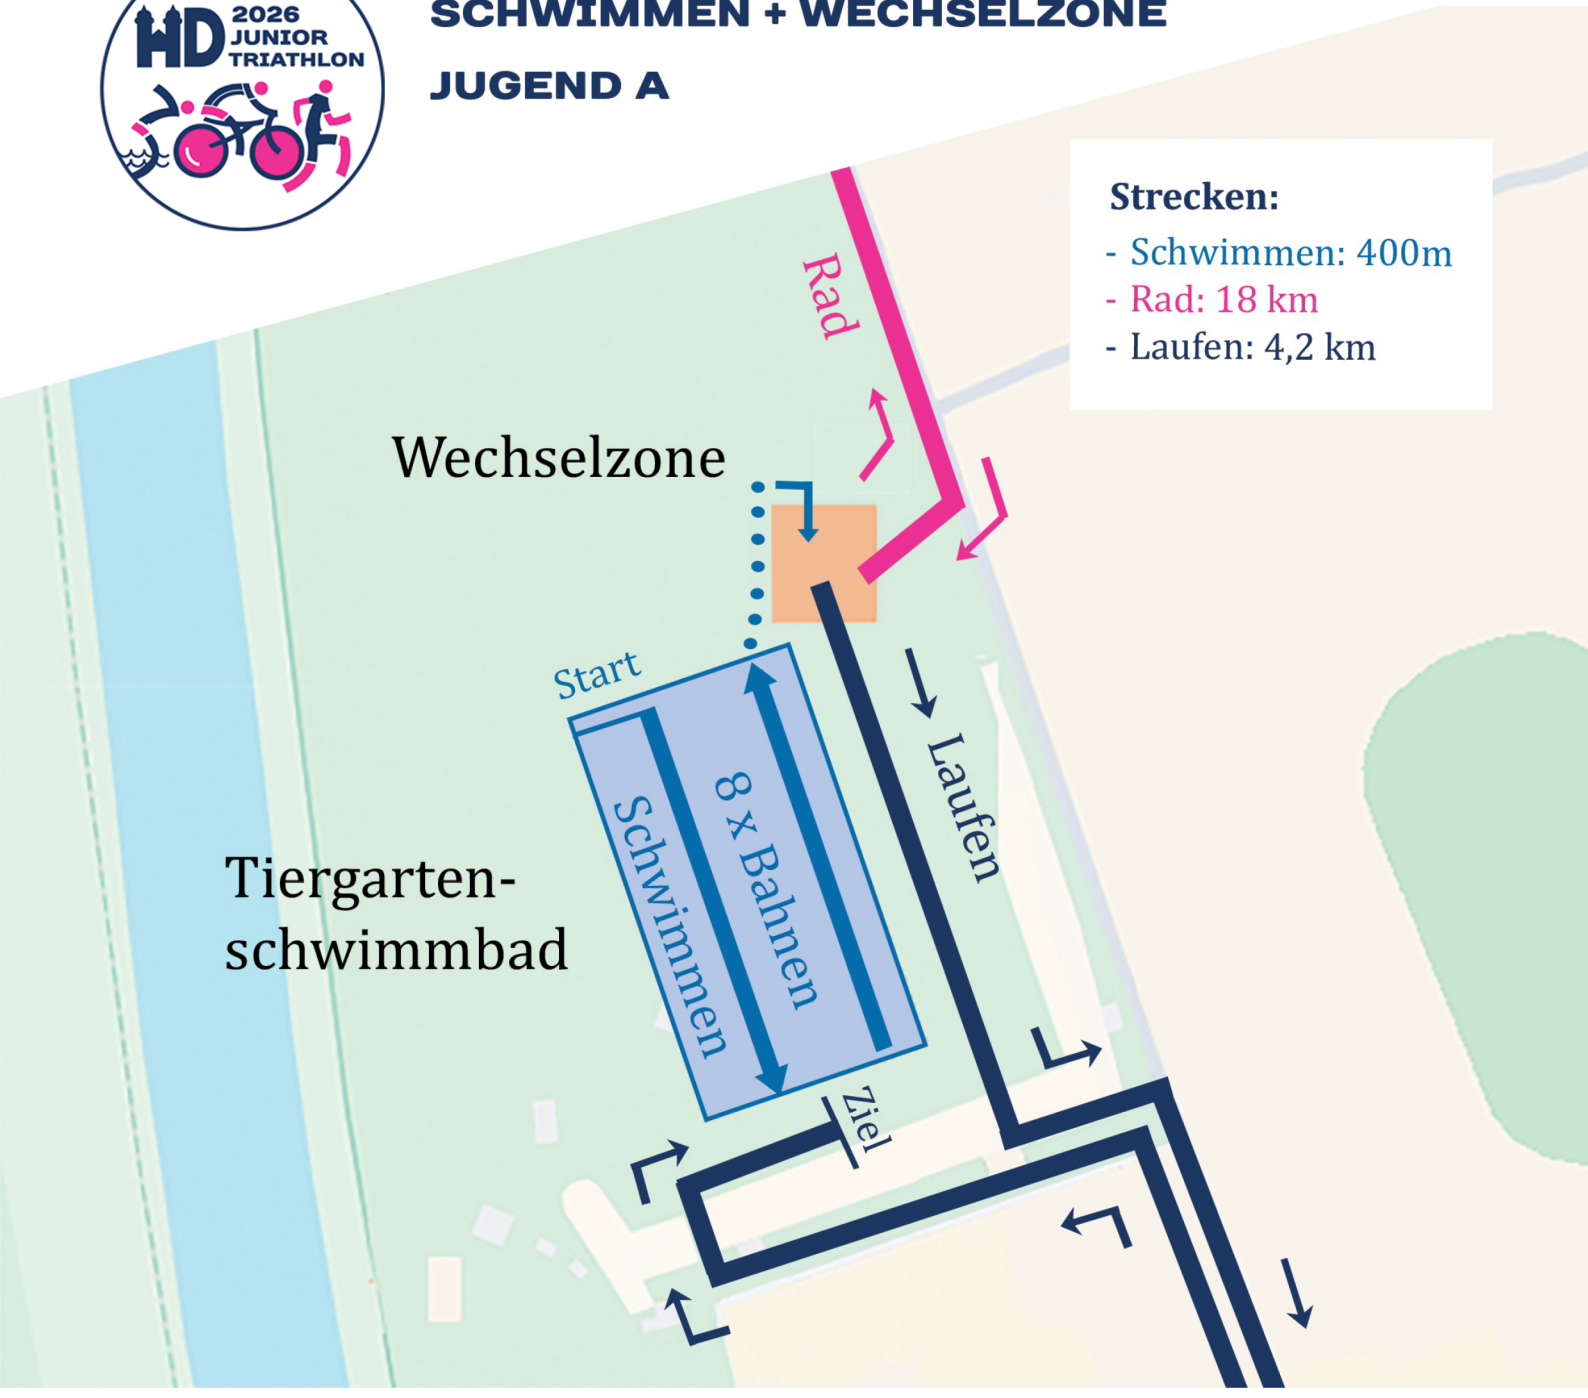 HD 2026
JUNIOR
TRIATHLON
SCHWIMMEN + WECHSELZONE
JUGEND A
Strecken:
- Schwimmen: 400m
- Rad: 18 km
- Laufen: 4,2 km
Rad
Wechselzone
Start
Laufen
8 x Bahnen
Schwimmen
Tiergarten-
schwimmbad
Ziel